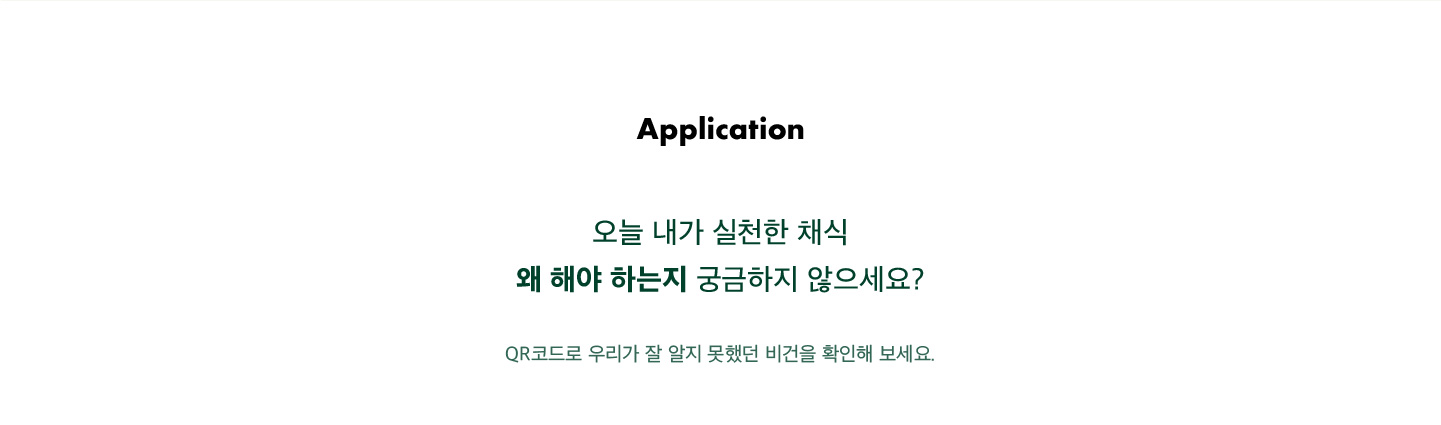 Application
오늘 내가 실천한 채식
왜 해야 하는지 궁금하지 않으세요?
QR코드로 우리가 잘 알지 못했던 비건을 확인해 보세요.